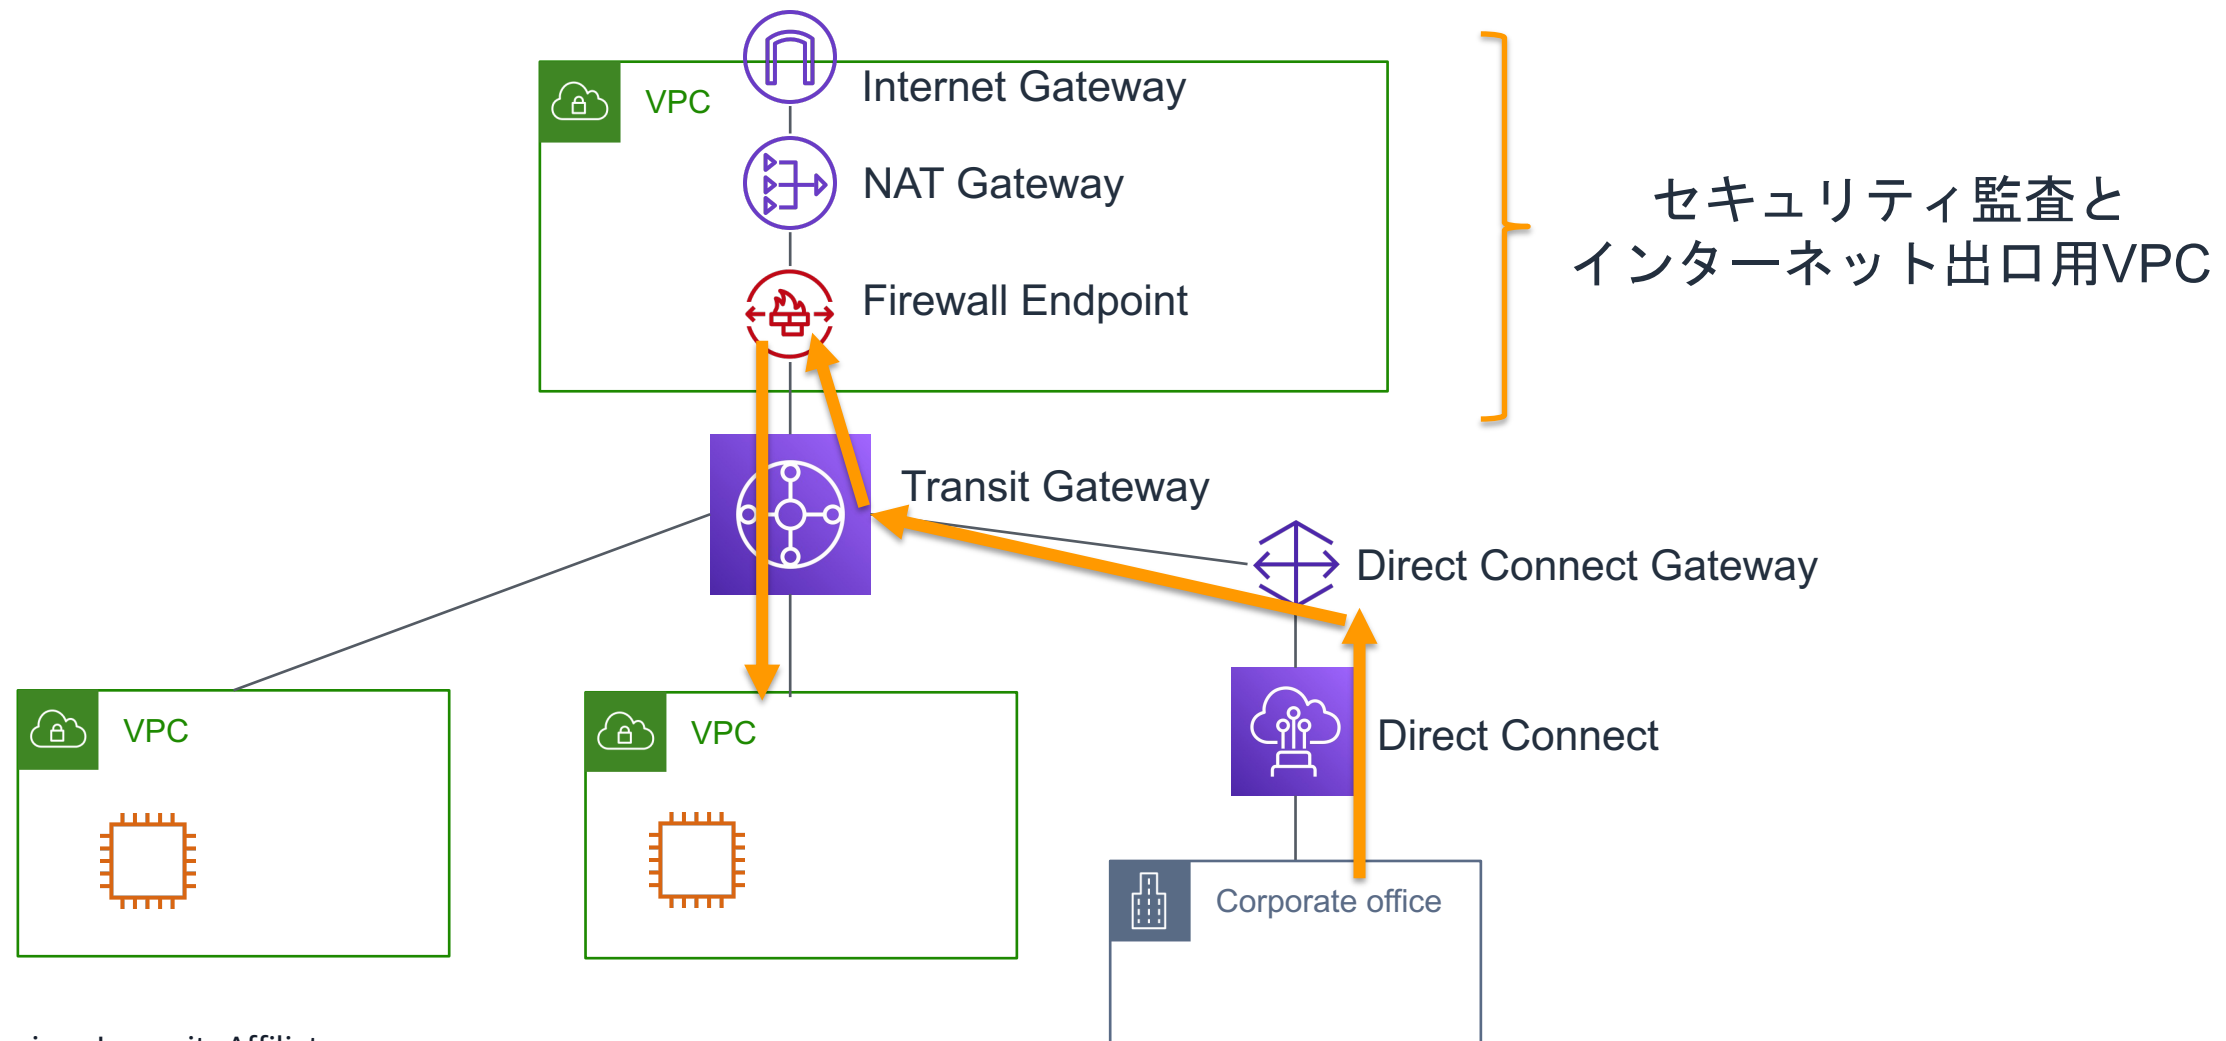 VPC
Internet Gateway
NAT Gateway
Firewall Endpoint
セキュリティ監査と
インターネット出口用VPC
Transit Gateway
Direct Connect Gateway
VPC
VPC
Direct Connect
Corporate office